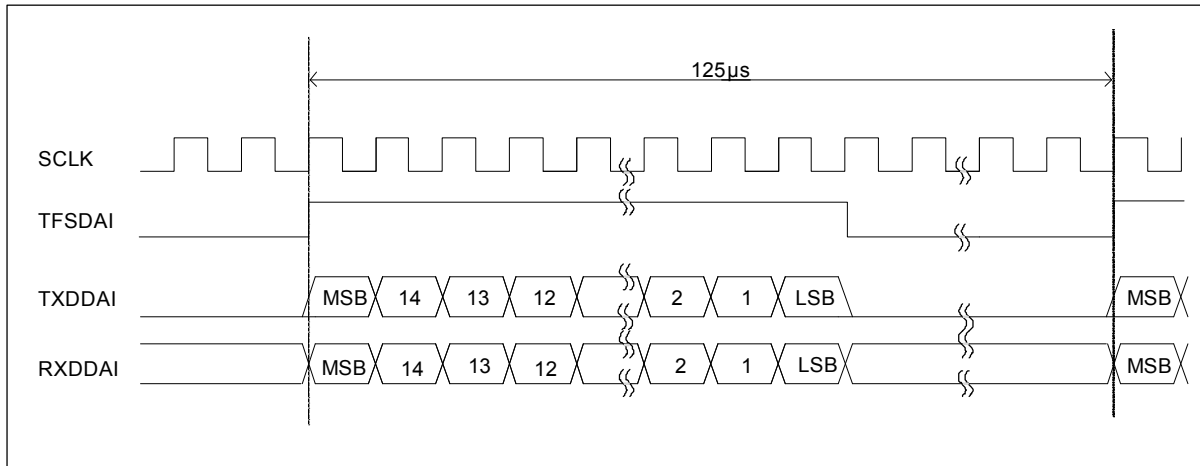 125µs
SCLK
TFSDAI
TXDDAI MSB 14 13 12 2 1 LSB MSB
RXDDAI MSB 14 13 12 2 1 LSB MSB